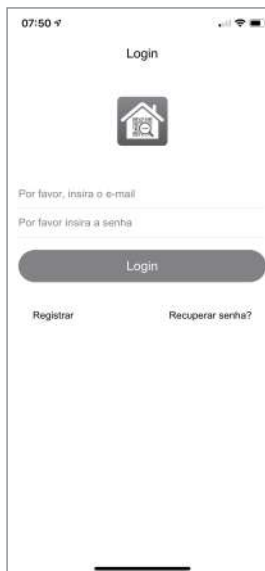 07:50
Login
Por favor, insira o e-mail
Por favor insira a senha
Login
Registrar
Recuperar senha?